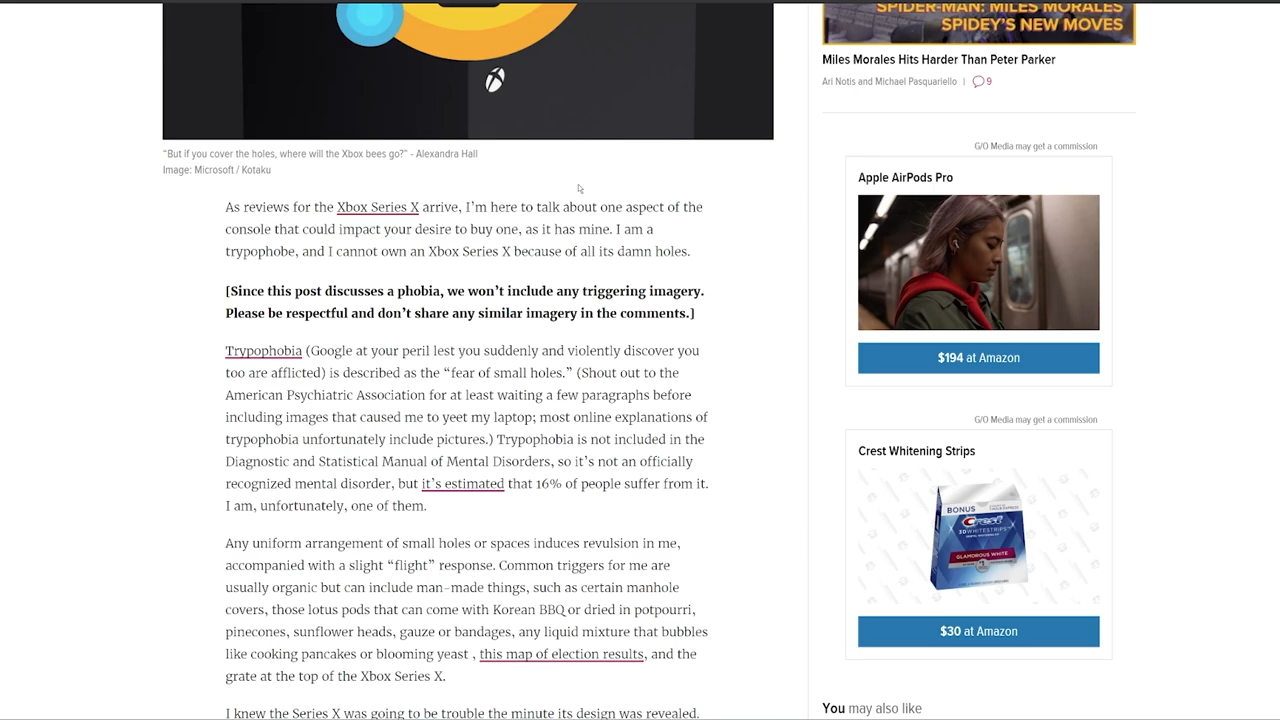 "But if you cover the holes, where will the Xbox bees go?" - Alexandra Hall
Image: Microsoft / Kotaku
As reviews for the Xbox Series X arrive, I’m here to talk about one aspect of the
console that could impact your desire to buy one, as it has mine. I am a
trypophobe, and I cannot own an Xbox Series X because of all its damn holes.
[Since this post discusses a phobia, we won’t include any triggering imagery.
Please be respectful and don’t share any similar imagery in the comments.]
Trypophobia (Google at your peril lest you suddenly and violently discover you
too are afflicted) is described as the “fear of small holes.” (Shout out to the
American Psychiatric Association for at least waiting a few paragraphs before
including images that caused me to yeet my laptop; most online explanations of
trypophobia unfortunately include pictures.) Trypophobia is not included in the
Diagnostic and Statistical Manual of Mental Disorders, so it’s not an officially
recognized mental disorder, but it’s estimated that 16% of people suffer from it.
I am, unfortunately, one of them.
Any uniform arrangement of small holes or spaces induces revulsion in me,
accompanied with a slight “flight” response. Common triggers for me are
usually organic but can include man-made things, such as certain manhole
covers, those lotus pods that can come with Korean BBQ or dried in potpourri,
pinecones, sunflower heads, gauze or bandages, any liquid mixture that bubbles
like cooking pancakes or blooming yeast , this map of election results, and the
grate at the top of the Xbox Series X.
I knew the Series X was going to be trouble the minute its design was revealed.
SPIDER-MAN: MILES MORALES
SPIDEY'S NEW MOVES
Miles Morales Hits Harder Than Peter Parker
Ari Notis and Michael Pasquariello | 9
G/O Media may get a commission
Apple AirPods Pro
$194 at Amazon
G/O Media may get a commission
Crest Whitening Strips
BONUS
Crest
3DWHITESTRIPS
GLAMOROUS WHITE
#1
$30 at Amazon
You may also like